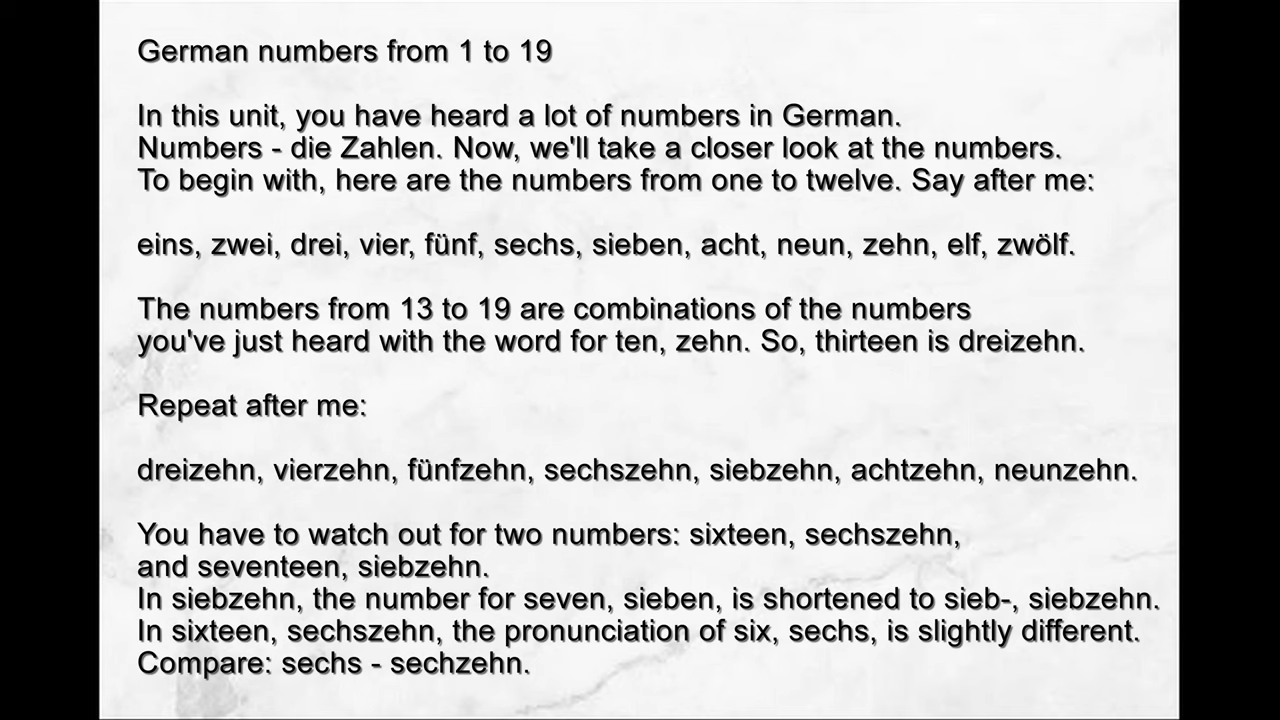 German numbers from 1 to 19
In this unit, you have heard a lot of numbers in German.
Numbers - die Zahlen. Now, we'll take a closer look at the numbers.
To begin with, here are the numbers from one to twelve. Say after me:
eins, zwei, drei, vier, fünf, sechs, sieben, acht, neun, zehn, elf, zwölf.
The numbers from 13 to 19 are combinations of the numbers
you've just heard with the word for ten, zehn. So, thirteen is dreizehn.
Repeat after me:
dreizehn, vierzehn, fünfzehn, sechszehn, siebzehn, achtzehn, neunzehn.
You have to watch out for two numbers: sixteen, sechszehn,
and seventeen, siebzehn.
In siebzehn, the number for seven, sieben, is shortened to sieb-, siebzehn.
In sixteen, sechszehn, the pronunciation of six, sechs, is slightly different.
Compare: sechs - sechzehn.